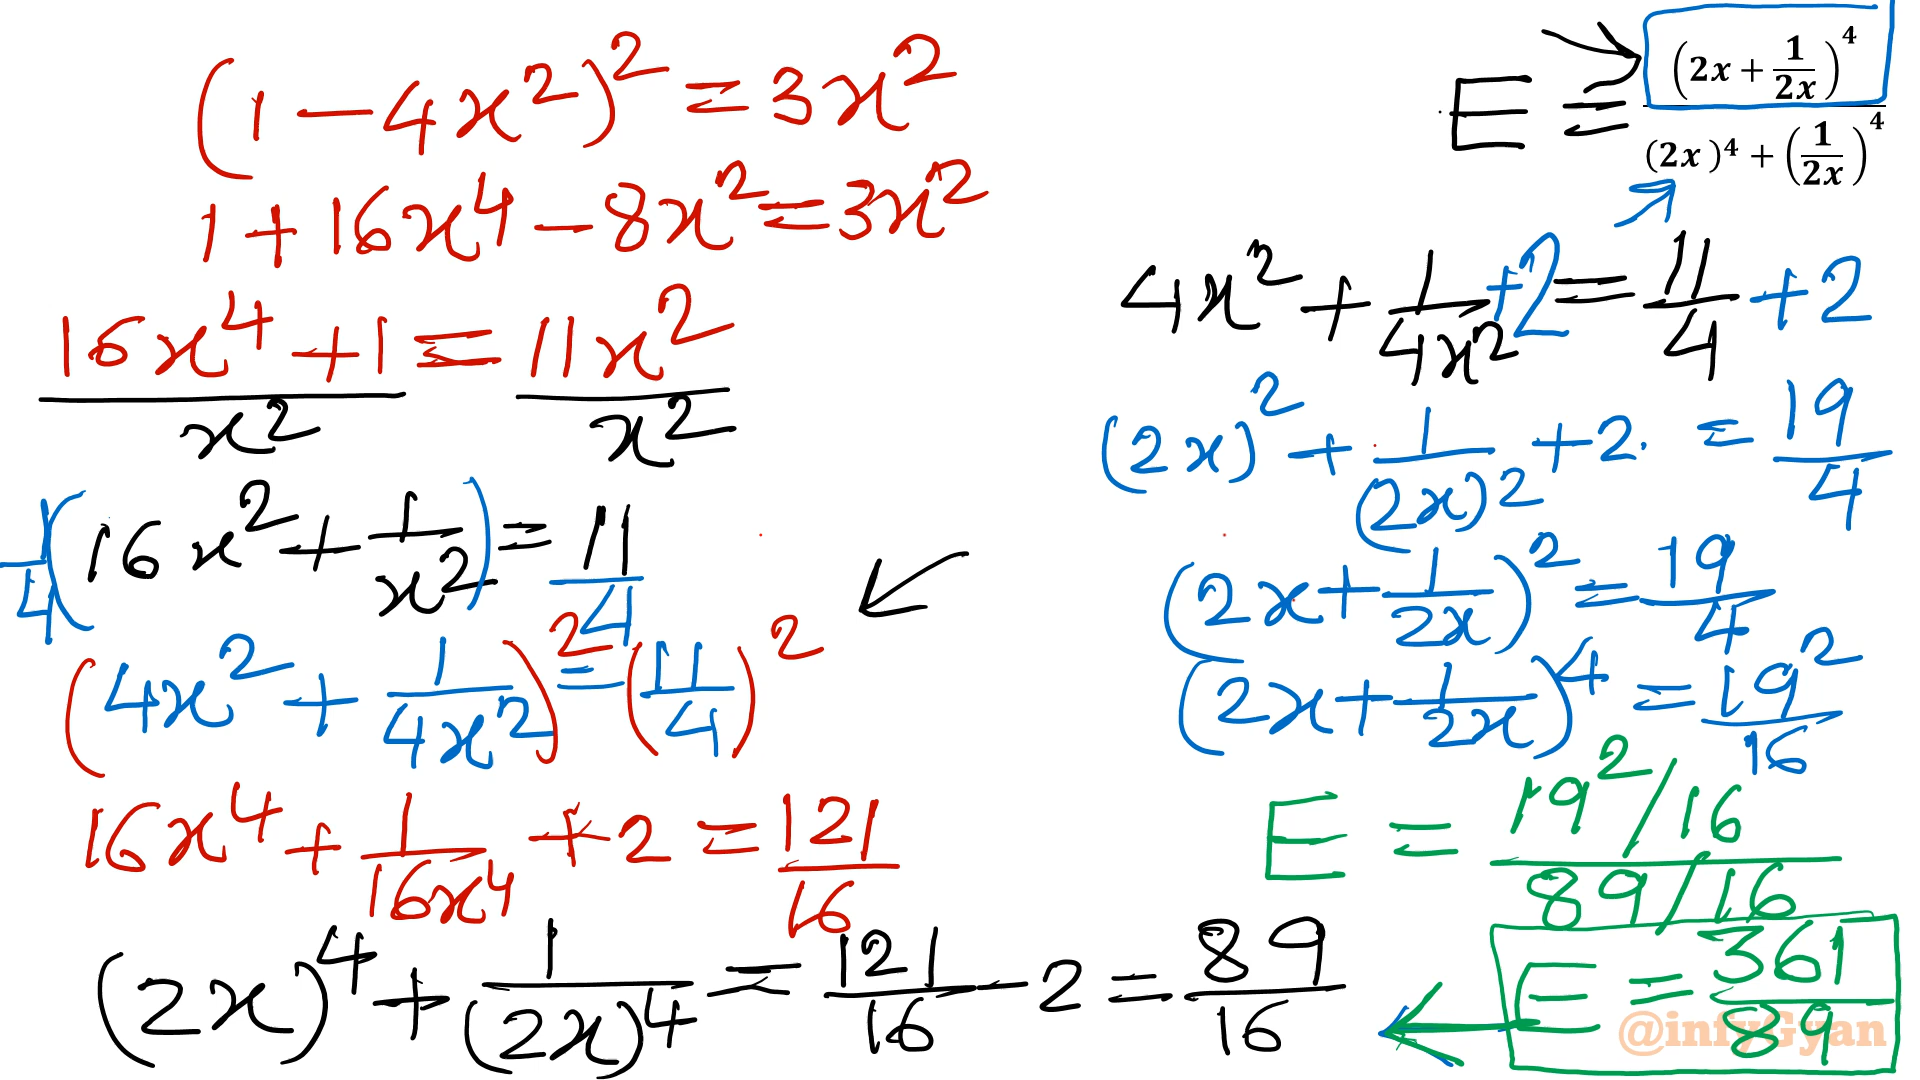 (1 - 4x²)² = 3x²
1 + 16x⁴ - 8x² = 3x²
(16x⁴ + 1)/x² = 11x²/x²
1/4 (16x² + 1/x²) = 11/4
(4x² + 1/(4x²))² = (11/4)²
16x⁴ + 1/(16x⁴) + 2 = 121/16
(2x)⁴ + 1/(2x)⁴ = 121/16 - 2 = 89/16
E = (2x + 1/2x)⁴ / ((2x)⁴ + (1/2x)⁴)
4x² + 1/(4x²) + 2 = 11/4 + 2
(2x)² + 1/(2x)² + 2. = 19/4
(2x + 1/2x)² = 19/4
(2x + 1/2x)⁴ = 19²/16
E = (19²/16)/(89/16)
E = 361/89
@infyGyan